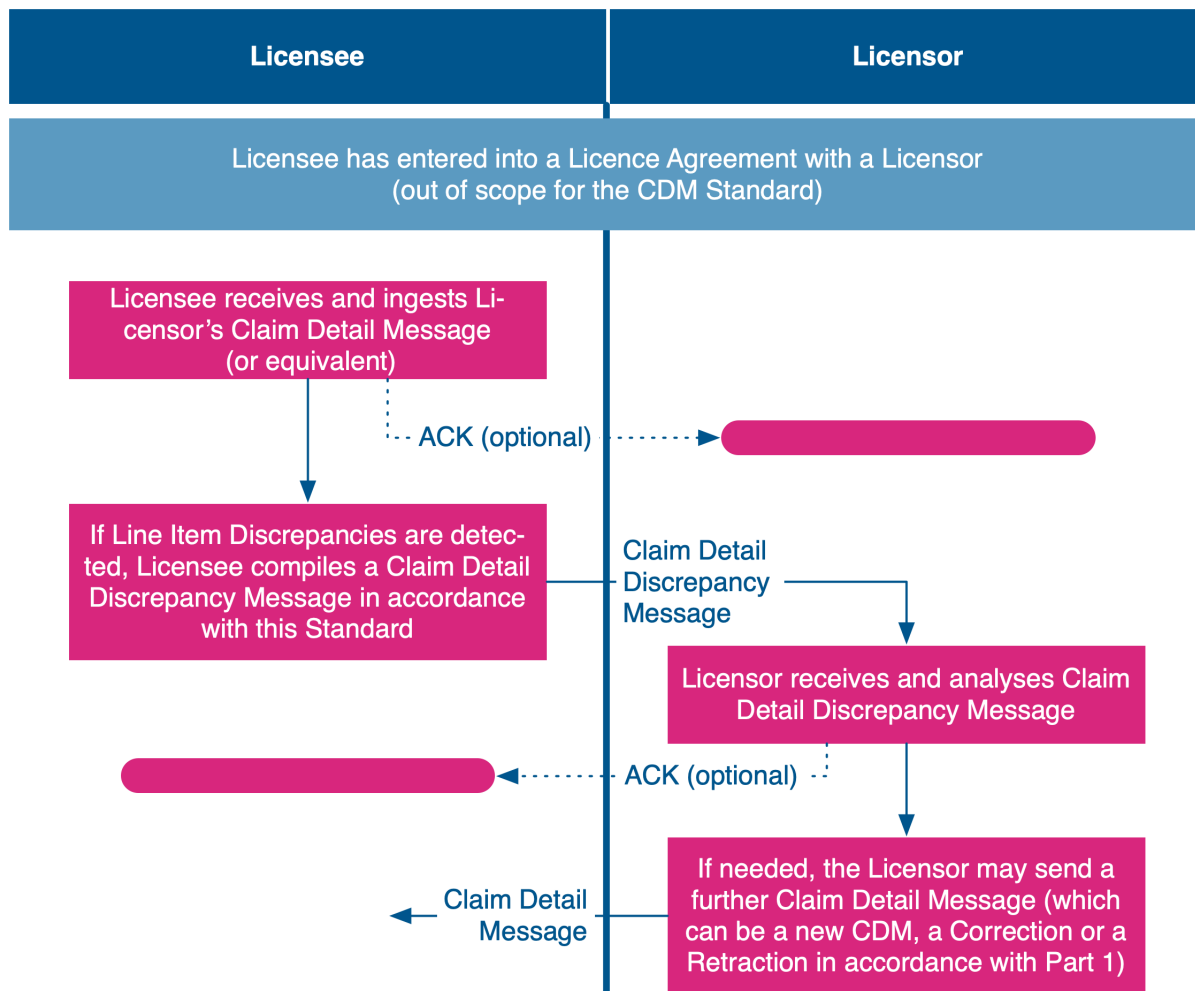 Licensee
Licensor
Licensee has entered into a Licence Agreement with a Licensor
(out of scope for the CDM Standard)
Licensee receives and ingests Li-
censor’s Claim Detail Message
(or equivalent)
ACK (optional)
If Line Item Discrepancies are detec-
ted, Licensee compiles a Claim Detail
Discrepancy Message in accordance
with this Standard
Claim Detail
Discrepancy
Message
Licensor receives and analyses Claim
Detail Discrepancy Message
ACK (optional)
If needed, the Licensor may send a
further Claim Detail Message (which
can be a new CDM, a Correction or a
Retraction in accordance with Part 1)
Claim Detail
Message